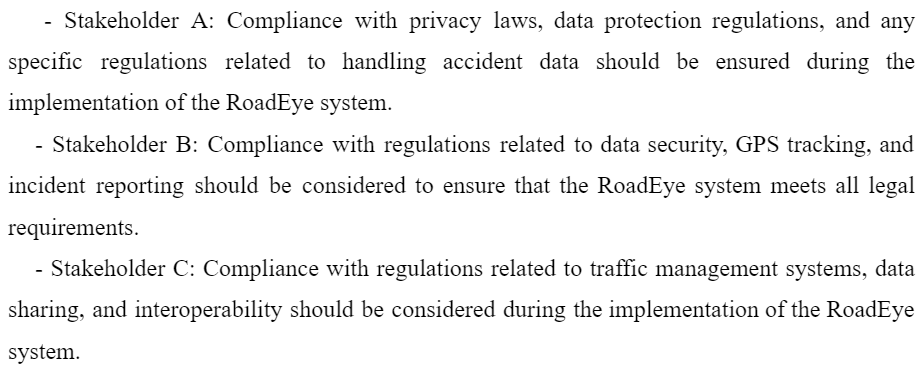 - Stakeholder A: Compliance with privacy laws, data protection regulations, and any
specific regulations related to handling accident data should be ensured during the
implementation of the RoadEye system.
- Stakeholder B: Compliance with regulations related to data security, GPS tracking, and
incident reporting should be considered to ensure that the RoadEye system meets all legal
requirements.
- Stakeholder C: Compliance with regulations related to traffic management systems, data
sharing, and interoperability should be considered during the implementation of the RoadEye
system.